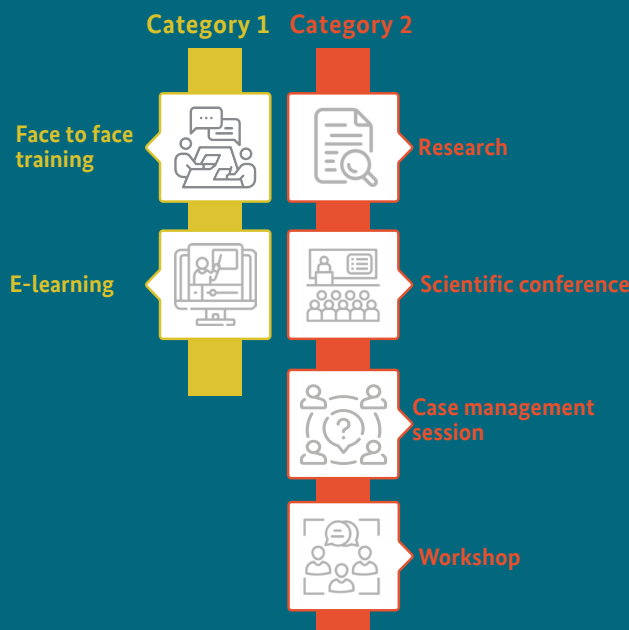 Category 1
Category 2
Face to face
training
Research
E-learning
Scientific conference
Case management
session
?
Workshop